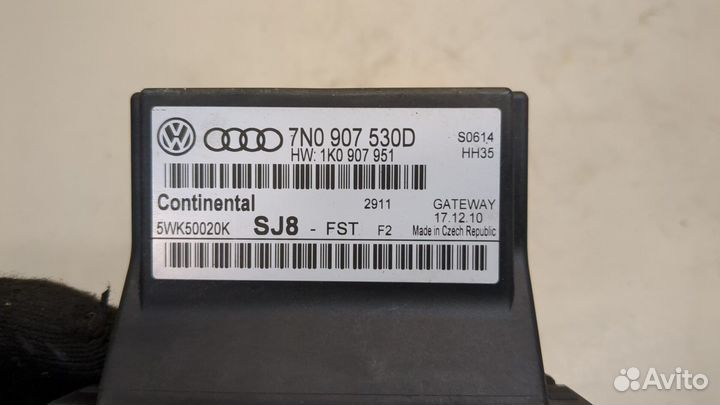 7N0 907 530D S0614
HW: 1K0 907 951 HH35
Continental 2911 GATEWAY
17.12.10
5WK50020K SJ8 - FST F2 Made in Czech Republic
Avito